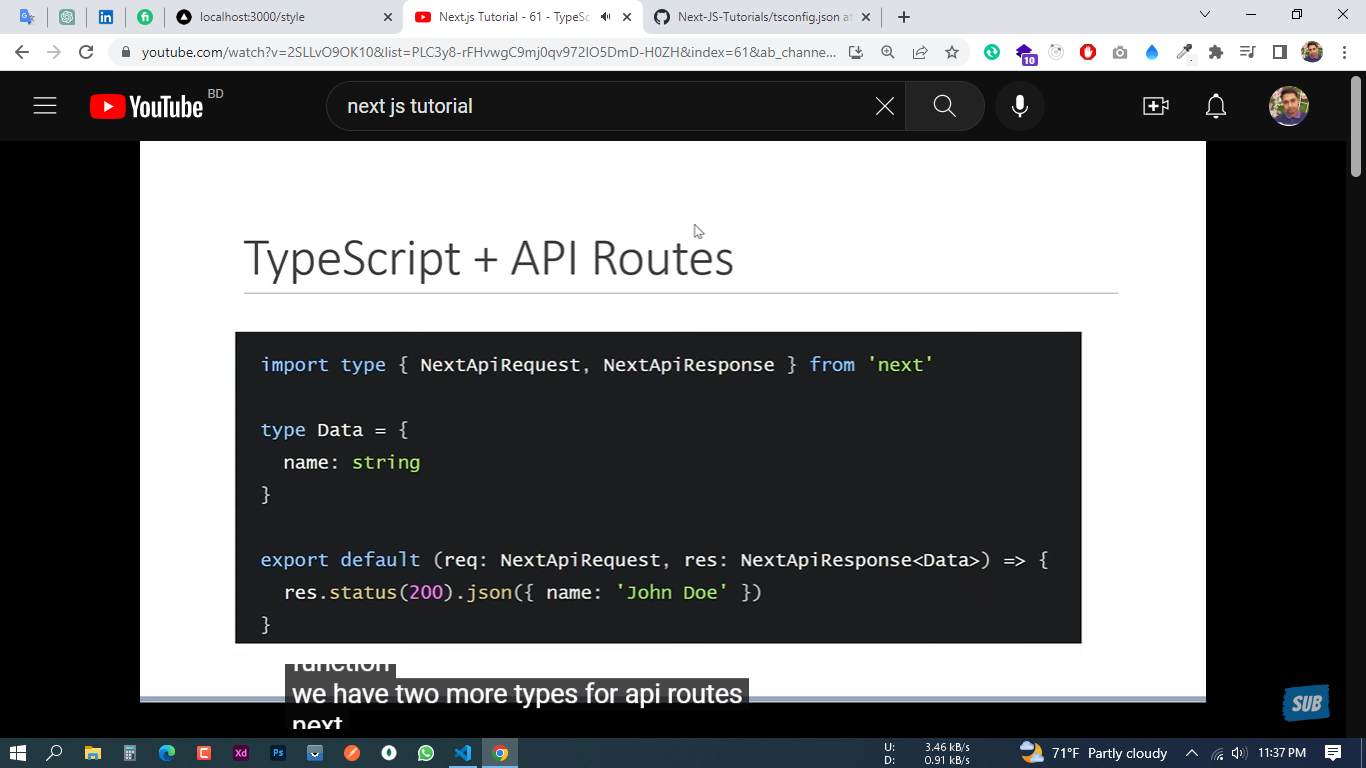 localhost:3000/style
Next.js Tutorial - 61 - TypeSc
Next-JS-Tutorials/tsconfig.json at
youtube.com/watch?v=2SLLvO9OK10&list=PLC3y8-rFHvwgC9mj0qv972IO5DmD-H0ZH&index=61&ab_channe...
10
YouTube BD
next js tutorial
TypeScript + API Routes
import type { NextApiRequest, NextApiResponse } from 'next'
type Data = {
name: string
}
export default (req: NextApiRequest, res: NextApiResponse<Data>) => {
res.status(200).json({ name: 'John Doe' })
}
function
we have two more types for api routes
next
SUB
Xd
Ps
U: 3.46 kB/s
D: 0.91 kB/s
71°F Partly cloudy
11:37 PM